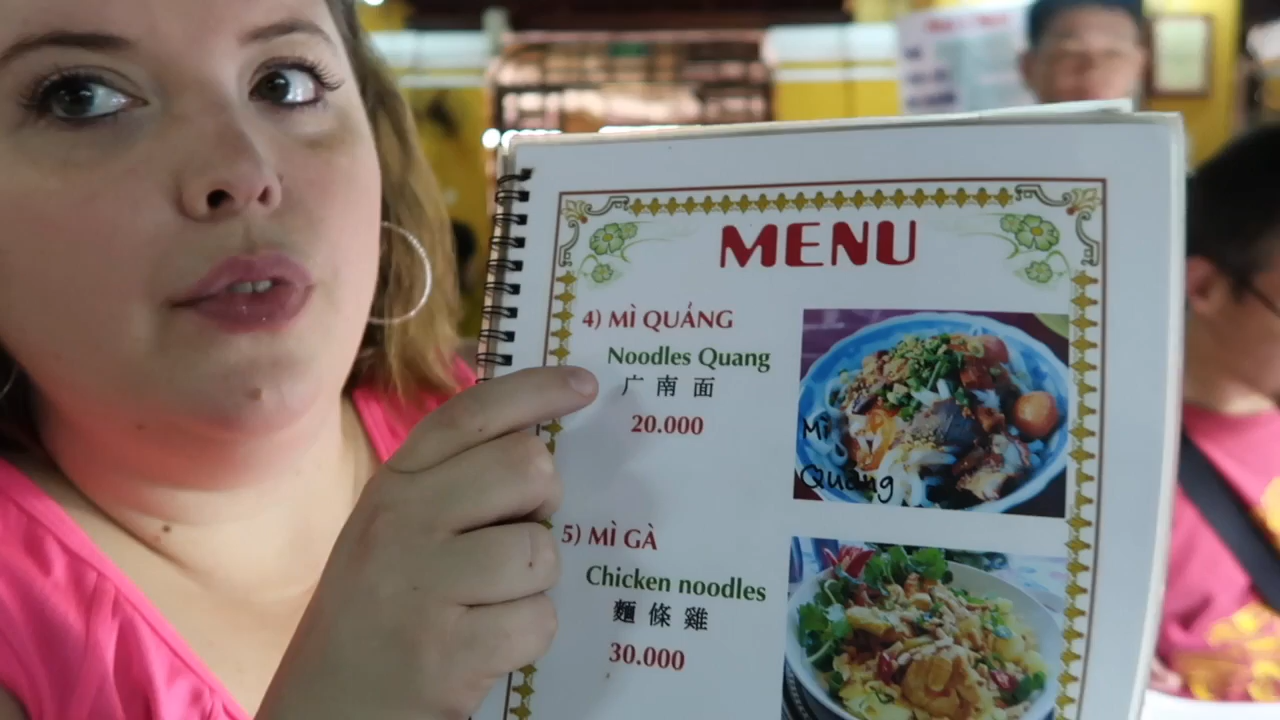 MENU
4) MÌ QUẢNG
Noodles Quang
广 南 面
20.000
Mì
Quảng
5) MÌ GÀ
Chicken noodles
麵 條 雞
30.000